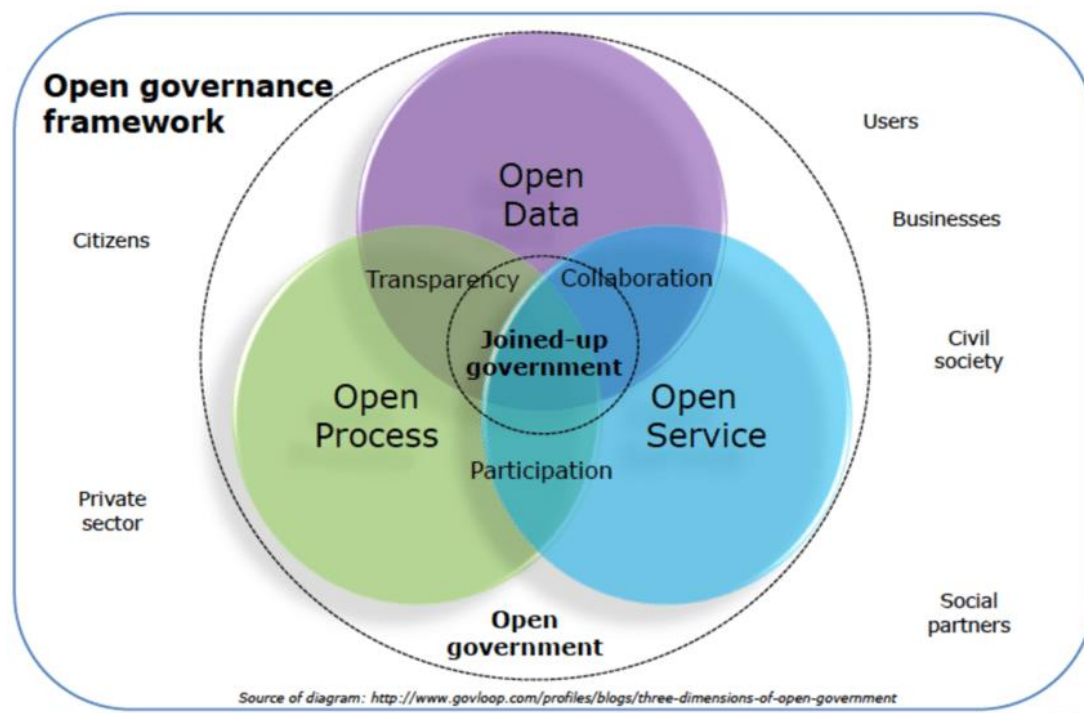 Open governance
framework
Users
Businesses
Citizens
Open
Data
Transparency
Collaboration
Joined-up
government
Civil
society
Open
Process
Open
Service
Participation
Private
sector
Open
government
Social
partners
Source of diagram: http://www.govloop.com/profiles/blogs/three-dimensions-of-open-government